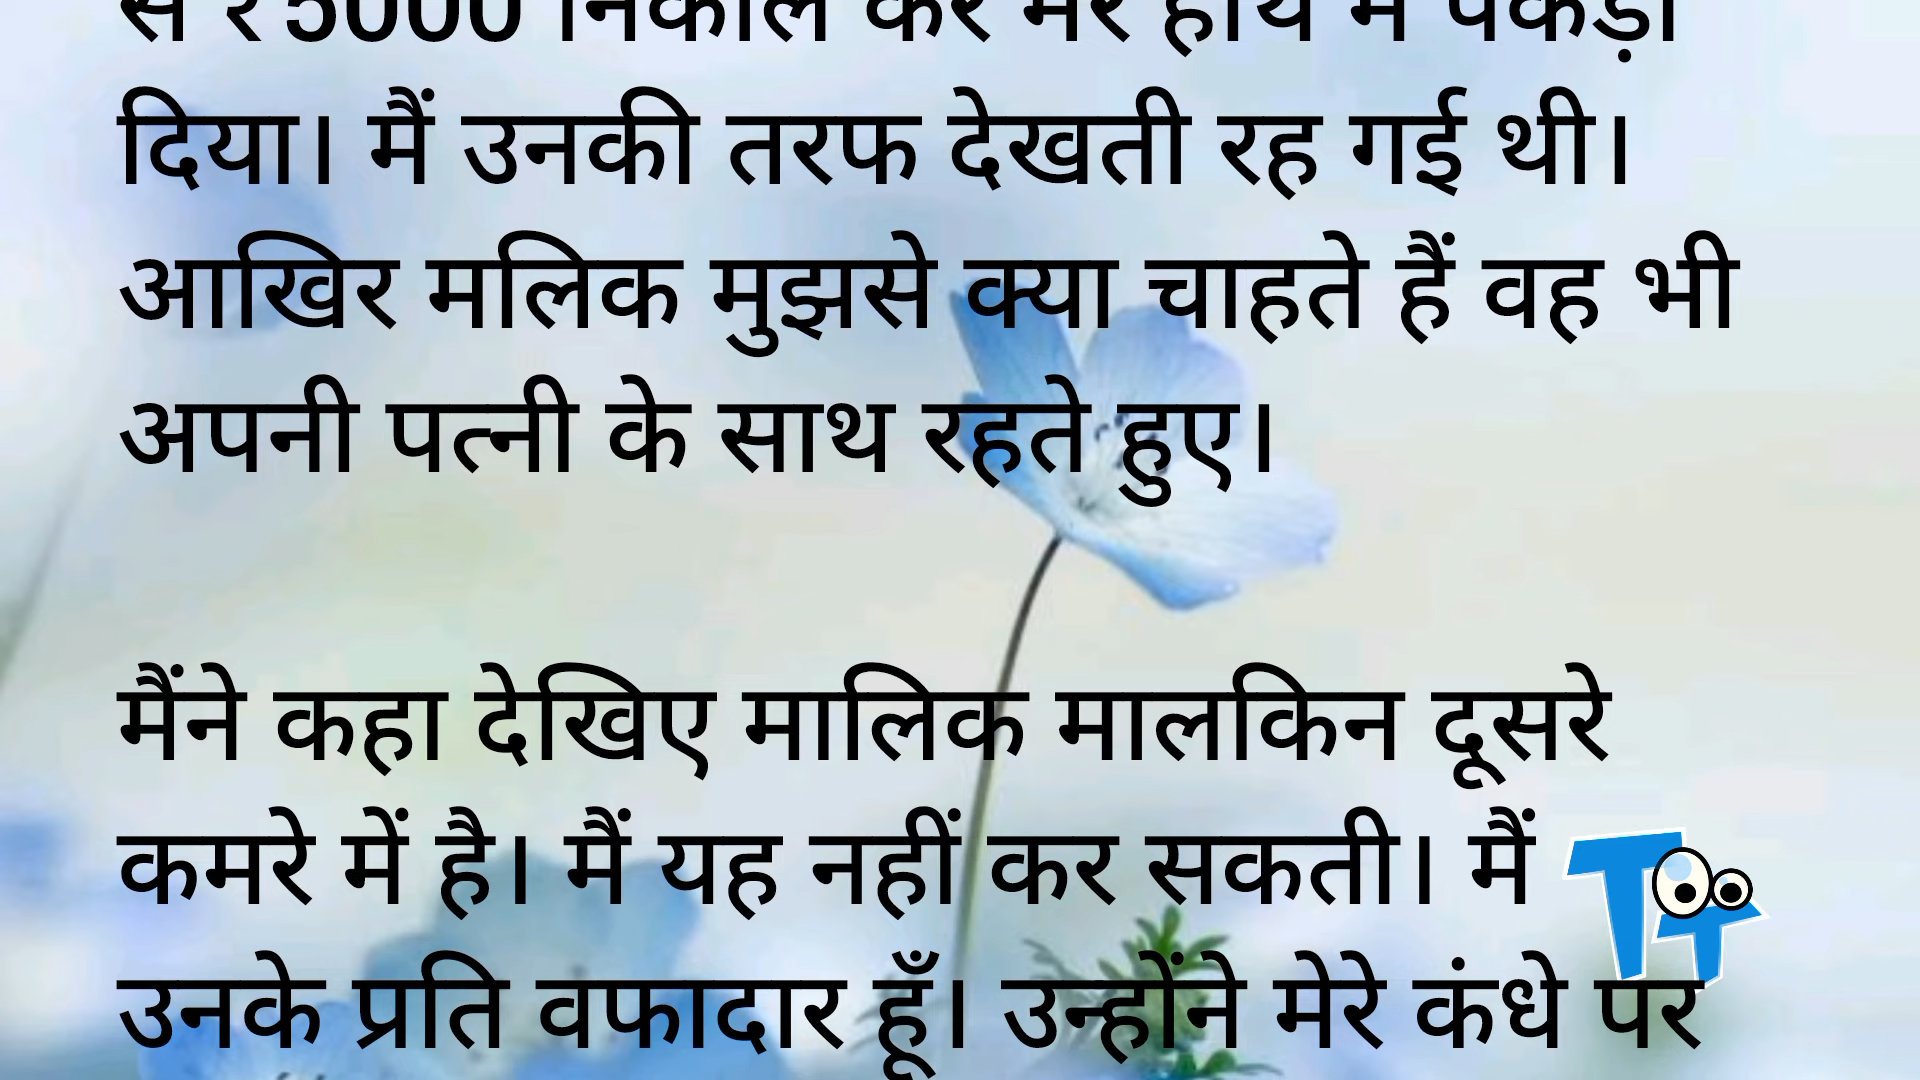 से ₹5000 निकाल कर मेरे हाथ में पकड़ा
दिया। मैं उनकी तरफ देखती रह गई थी।
आखिर मलिक मुझसे क्या चाहते हैं वह भी
अपनी पत्नी के साथ रहते हुए।
मैंने कहा देखिए मालिक मालकिन दूसरे
कमरे में है। मैं यह नहीं कर सकती। मैं
उनके प्रति वफादार हूँ। उन्होंने मेरे कंधे पर
TT